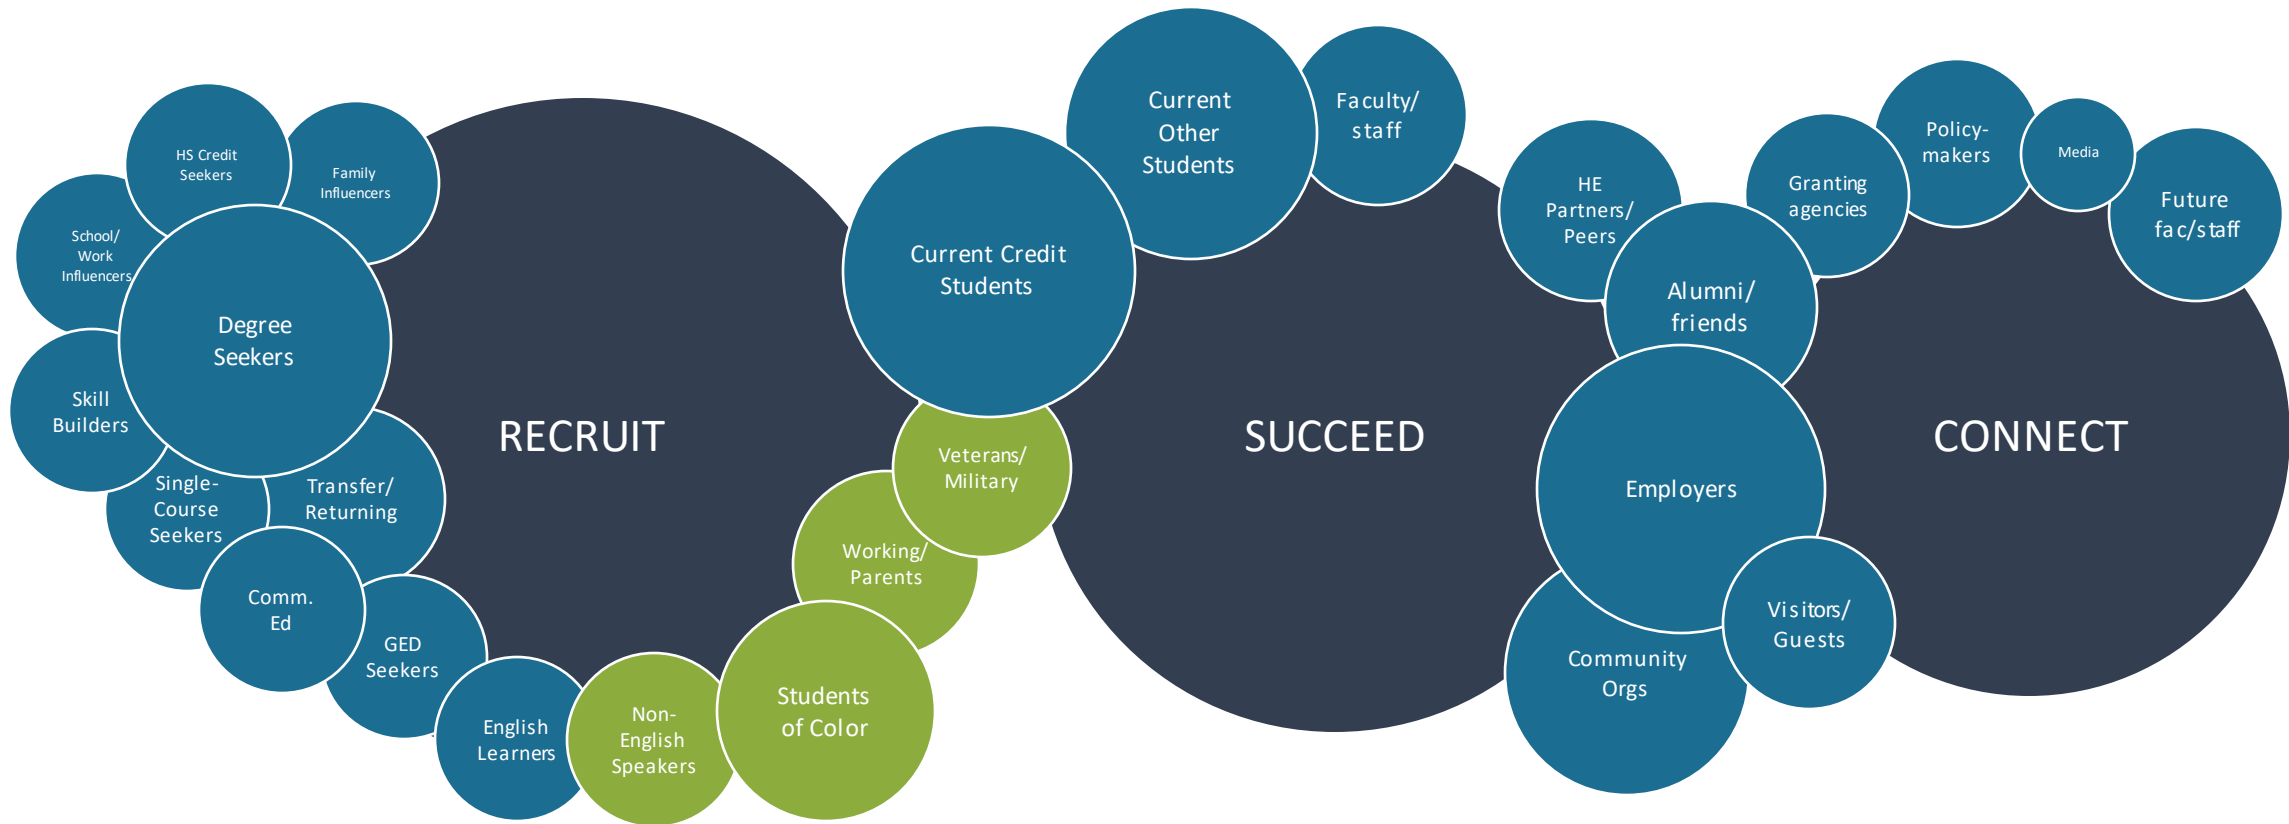 HS Credit
Seekers
Family
Influencers
School/
Work
Influencers
Degree
Seekers
Skill
Builders
Single-
Course
Seekers
Transfer/
Returning
Comm.
Ed
GED
Seekers
English
Learners
RECRUIT
Non-
English
Speakers
Students
of Color
Working/
Parents
Veterans/
Military
Current Credit
Students
Current
Other
Students
Faculty/
staff
SUCCEED
HE
Partners/
Peers
Alumni/
friends
Employers
Community
Orgs
Visitors/
Guests
Granting
agencies
Policy-
makers
Media
Future
fac/staff
CONNECT